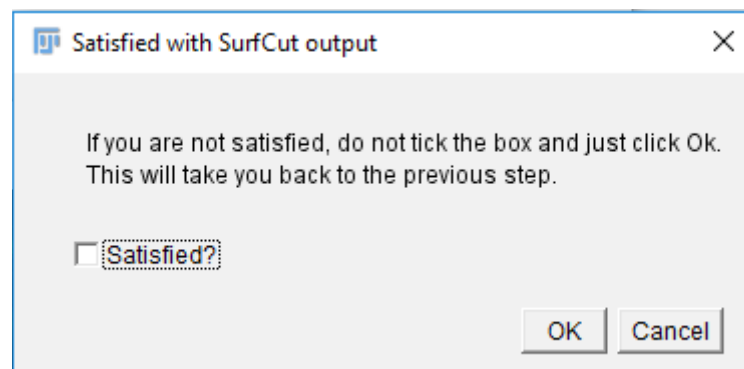 Satisfied with SurfCut output
If you are not satisfied, do not tick the box and just click Ok.
This will take you back to the previous step.
Satisfied?
OK Cancel